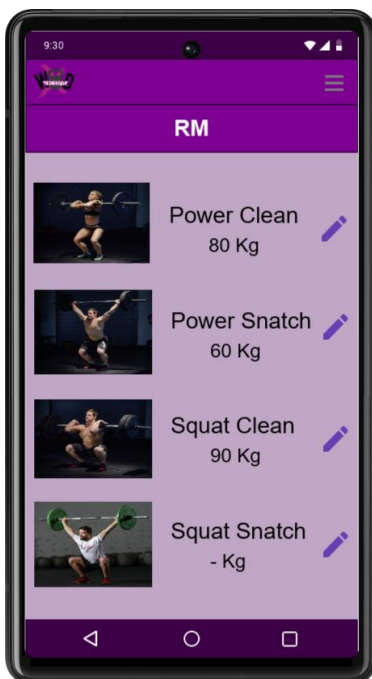 9:30
RM
Power Clean
80 Kg
Power Snatch
60 Kg
Squat Clean
90 Kg
Squat Snatch
- Kg